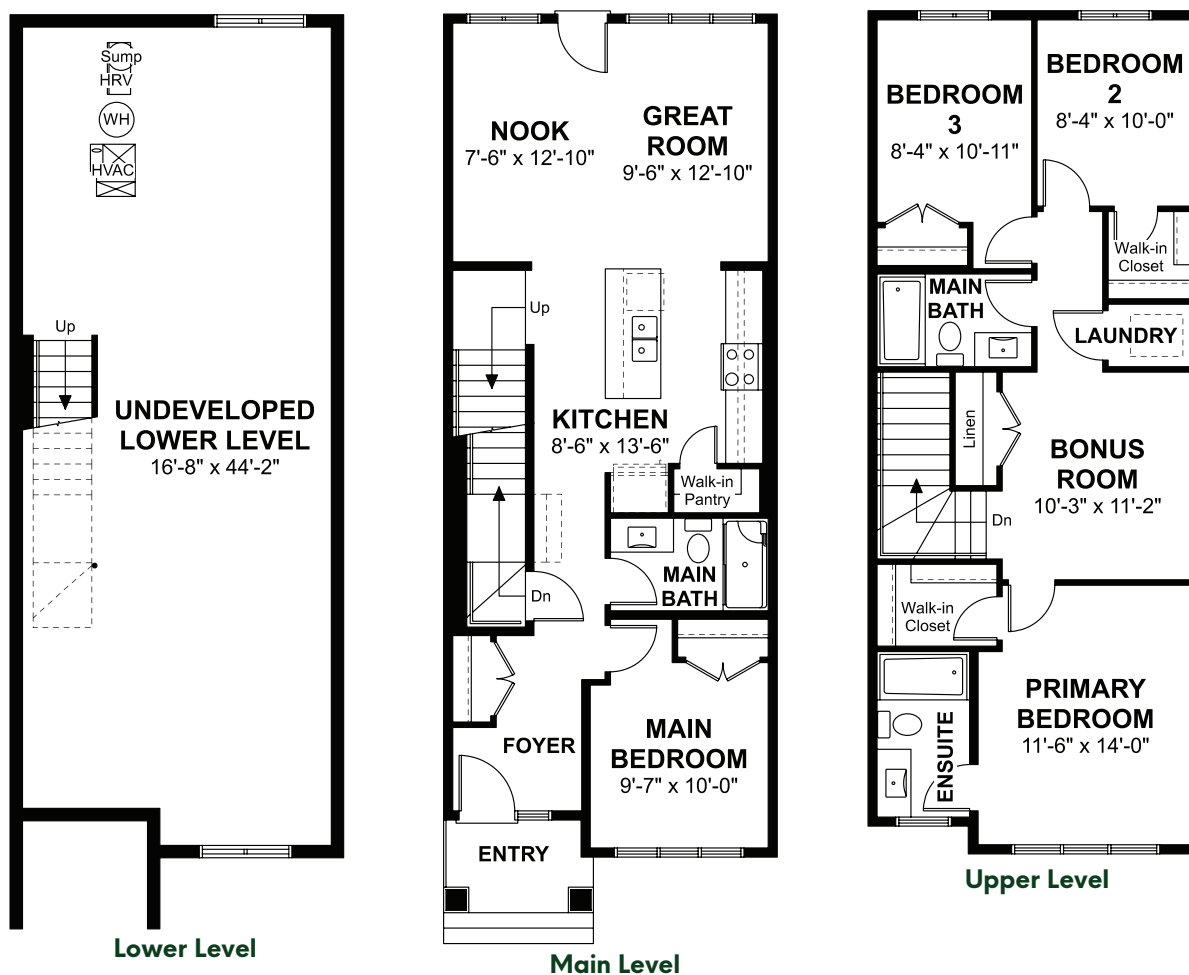 Sump
HRV
WH
HVAC
Up
UNDEVELOPED
LOWER LEVEL
16'-8" x 44'-2"
Lower Level
NOOK
7'-6" x 12'-10"
GREAT
ROOM
9'-6" x 12'-10"
Up
KITCHEN
8'-6" x 13'-6"
Walk-in
Pantry
MAIN
BATH
Dn
FOYER
MAIN
BEDROOM
9'-7" x 10'-0"
ENTRY
Main Level
BEDROOM
3
8'-4" x 10'-11"
BEDROOM
2
8'-4" x 10'-0"
Walk-in
Closet
MAIN
BATH
LAUNDRY
Linen
BONUS
ROOM
10'-3" x 11'-2"
Dn
Walk-in
Closet
PRIMARY
BEDROOM
11'-6" x 14'-0"
ENSUITE
Upper Level